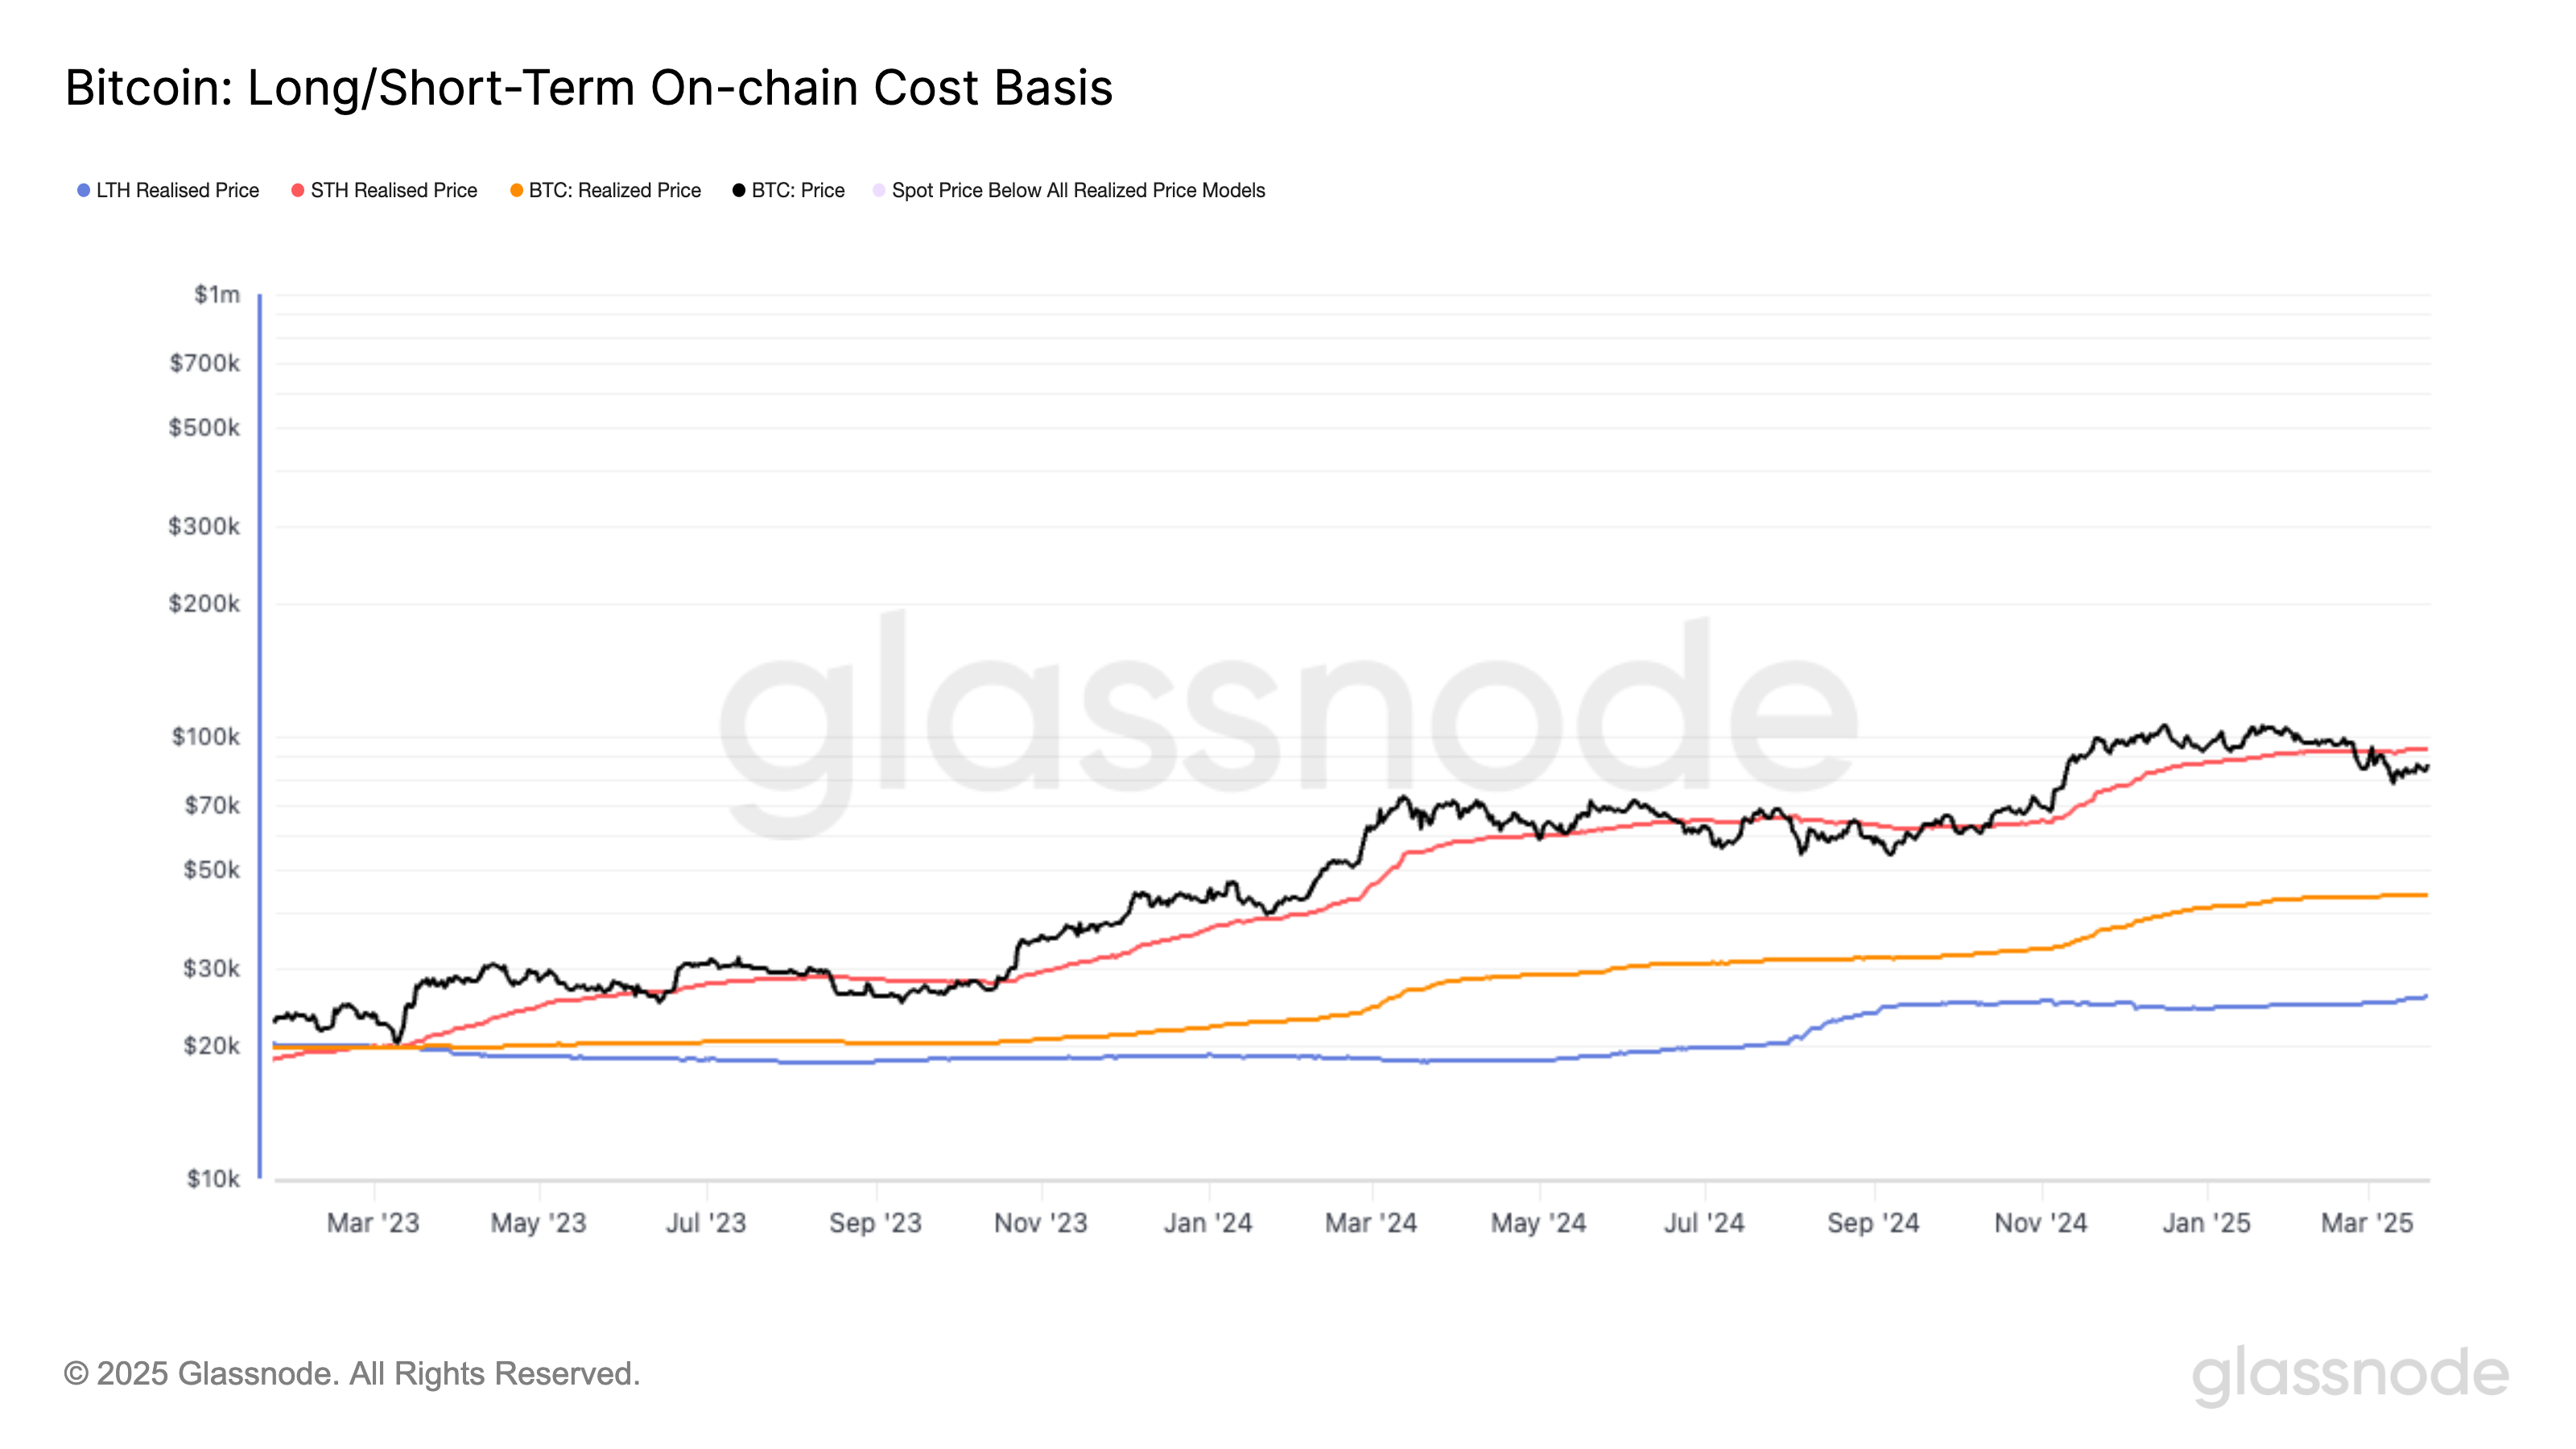 Bitcoin: Long/Short-Term On-chain Cost Basis
LTH Realised Price STH Realised Price BTC: Realized Price BTC: Price Spot Price Below All Realized Price Models
$1m
$700k
$500k
$300k
$200k
$100k
$70k
$50k
$30k
$20k
$10k
glassnode
Mar '23 May '23 Jul '23 Sep '23 Nov '23 Jan '24 Mar '24 May '24 Jul '24 Sep '24 Nov '24 Jan '25 Mar '25
© 2025 Glassnode. All Rights Reserved.
glassnode